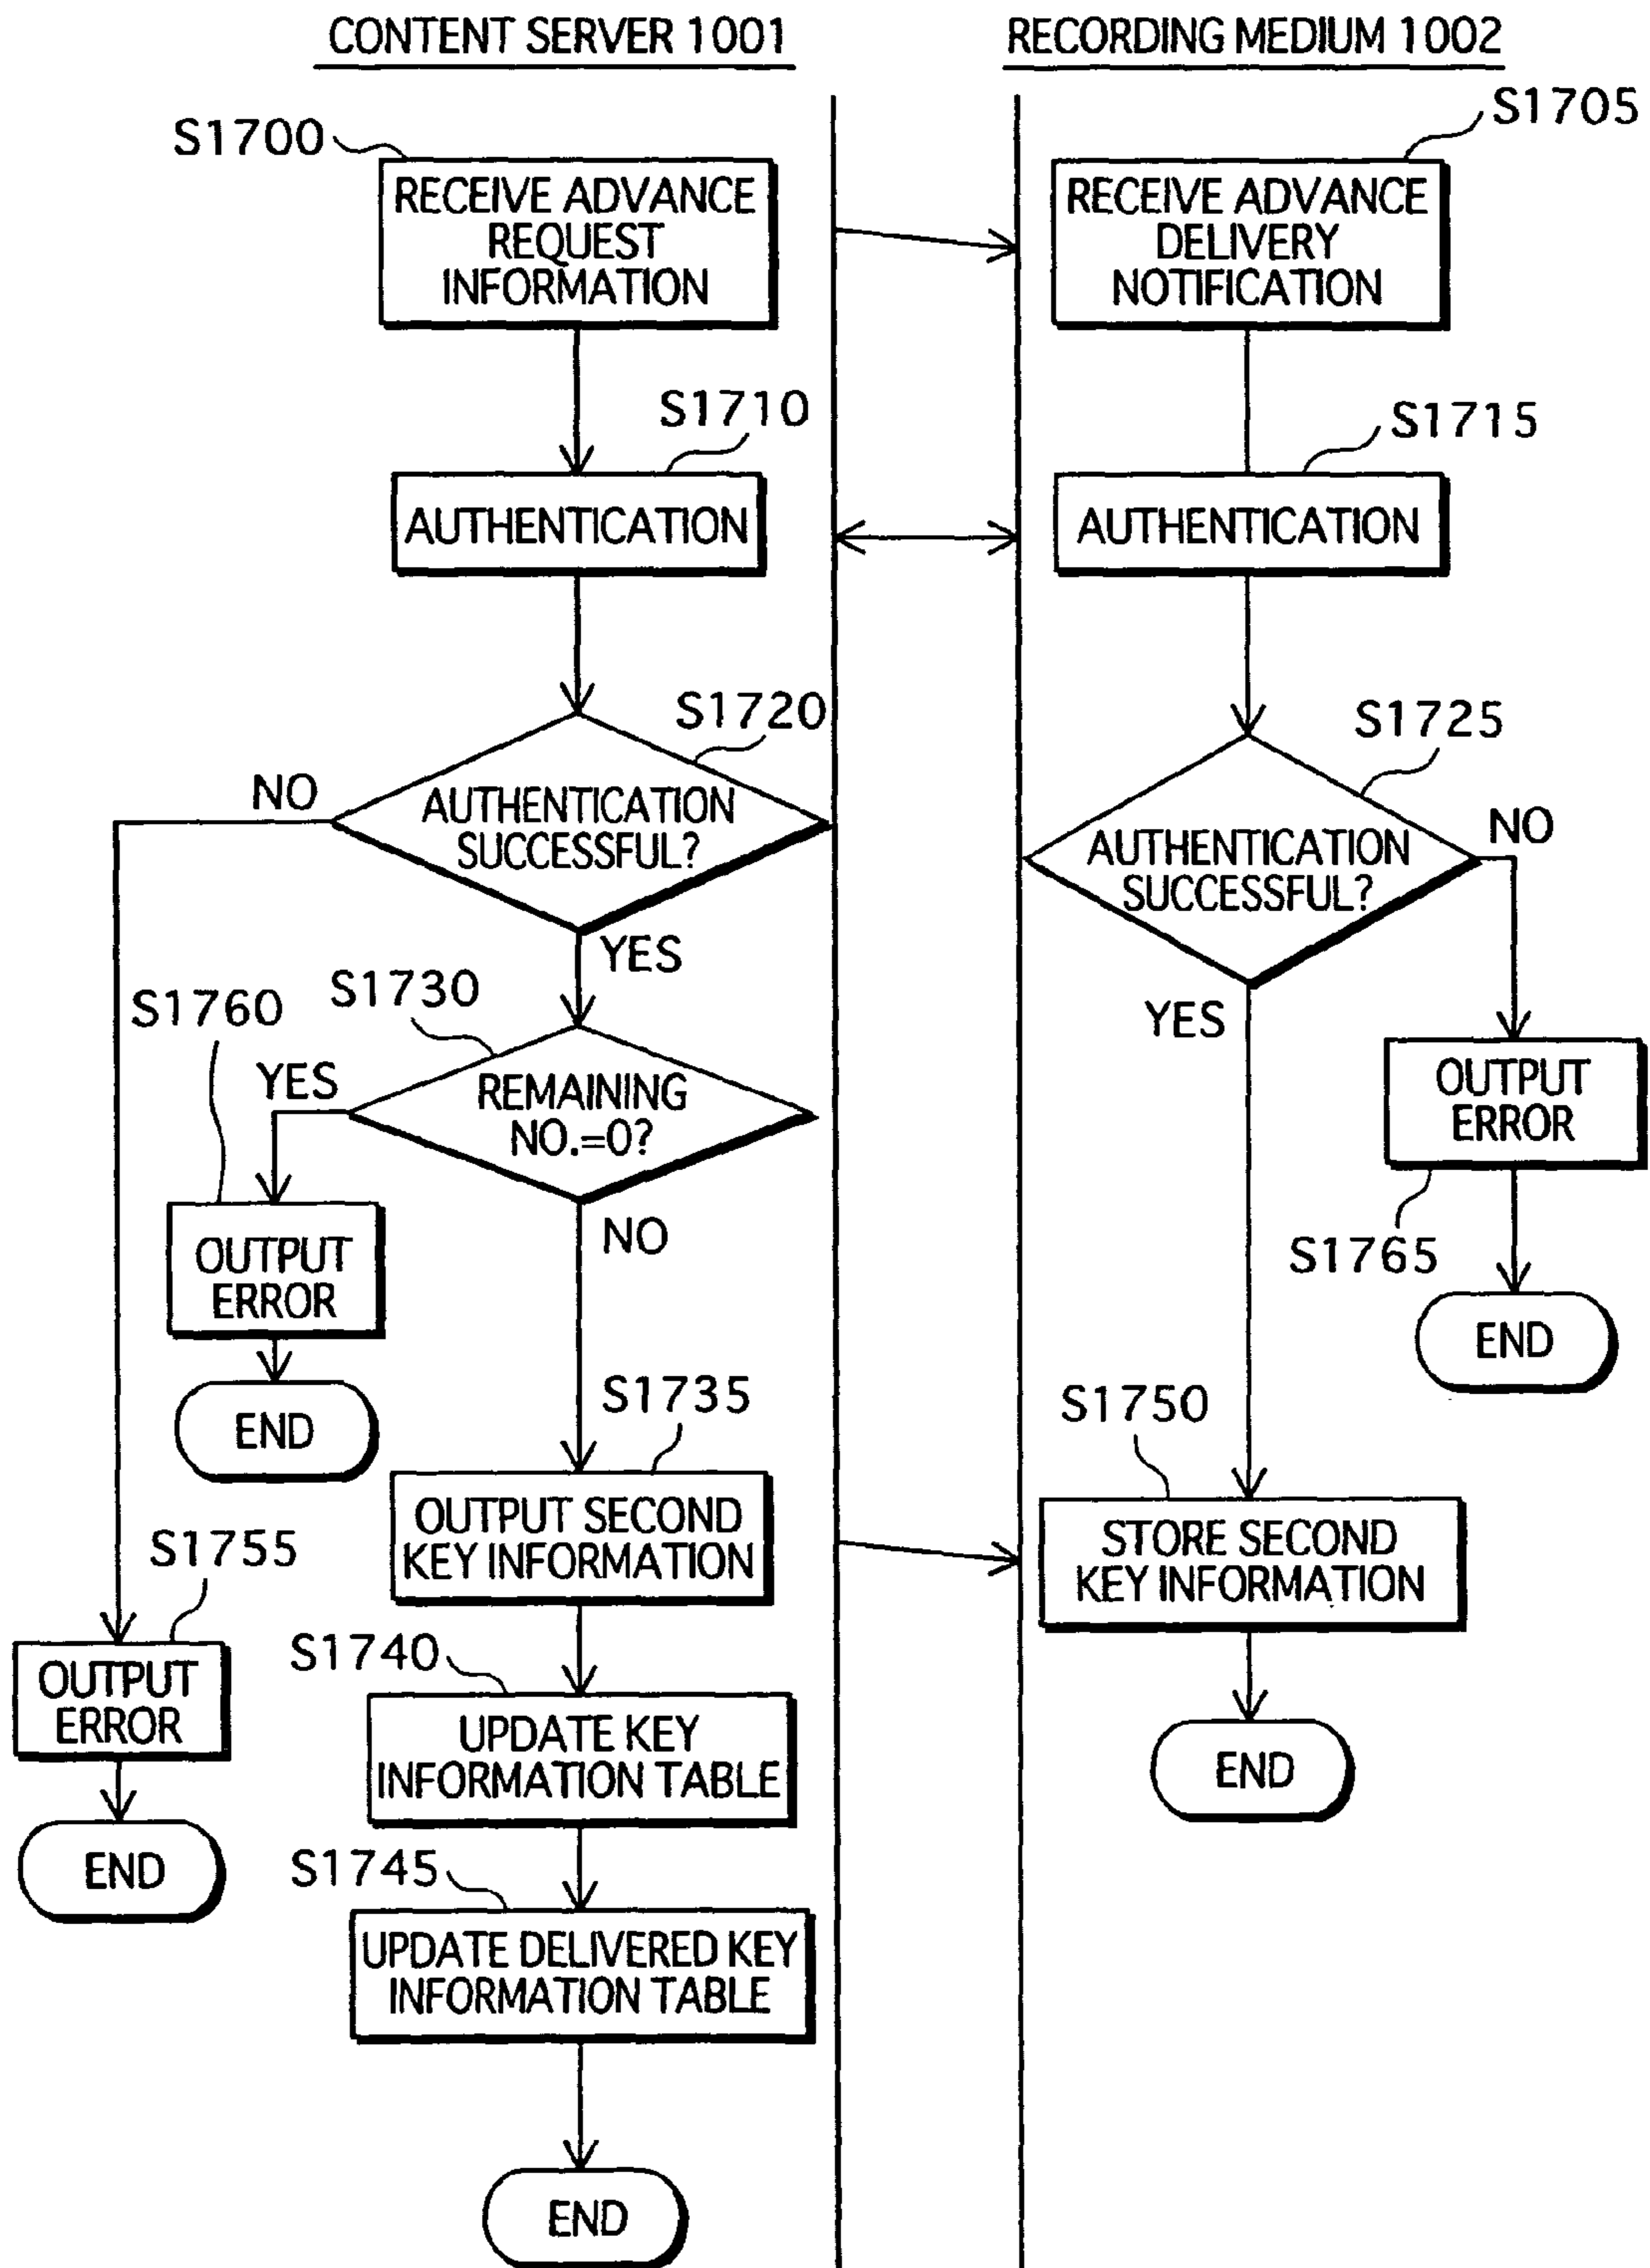 CONTENT SERVER 1001
RECORDING MEDIUM 1002
S1700
RECEIVE ADVANCE
REQUEST
INFORMATION
S1705
RECEIVE ADVANCE
DELIVERY
NOTIFICATION
S1710
AUTHENTICATION
S1715
AUTHENTICATION
S1720
AUTHENTICATION
SUCCESSFUL?
NO
YES
S1725
AUTHENTICATION
SUCCESSFUL?
NO
YES
S1730
REMAINING
NO.=0?
YES
NO
S1760
OUTPUT
ERROR
END
OUTPUT
ERROR
S1765
END
S1735
OUTPUT SECOND
KEY INFORMATION
S1750
STORE SECOND
KEY INFORMATION
END
S1755
OUTPUT
ERROR
END
S1740
UPDATE KEY
INFORMATION TABLE
S1745
UPDATE DELIVERED KEY
INFORMATION TABLE
END